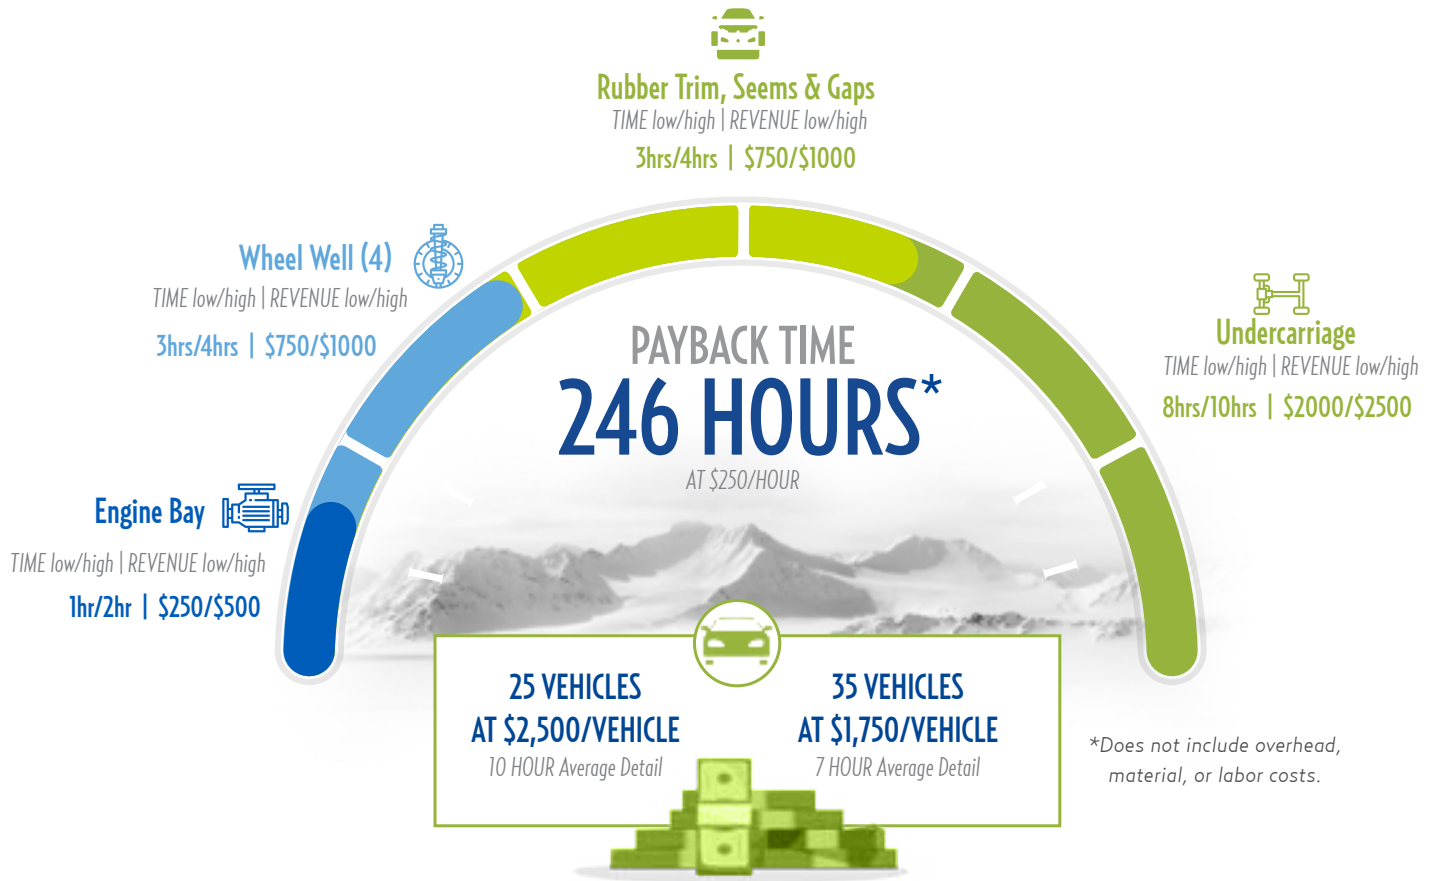 Rubber Trim, Seems & Gaps
TIME low/high | REVENUE low/high
3hrs/4hrs | $750/$1000
Wheel Well (4)
TIME low/high | REVENUE low/high
3hrs/4hrs | $750/$1000
Undercarriage
TIME low/high | REVENUE low/high
8hrs/10hrs | $2000/$2500
PAYBACK TIME
246 HOURS*
AT $250/HOUR
Engine Bay
TIME low/high | REVENUE low/high
1hr/2hr | $250/$500
25 VEHICLES
AT $2,500/VEHICLE
10 HOUR Average Detail
35 VEHICLES
AT $1,750/VEHICLE
7 HOUR Average Detail
*Does not include overhead,
material, or labor costs.